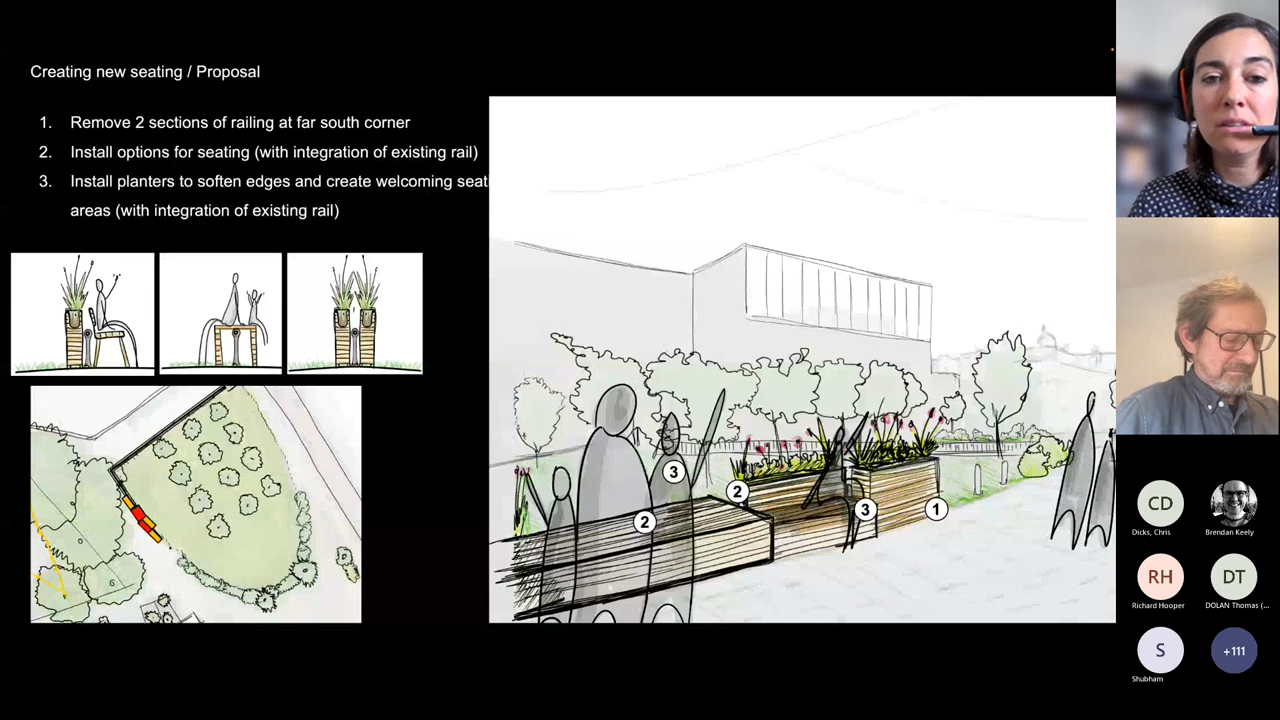 Creating new seating / Proposal
1. Remove 2 sections of railing at far south corner
2. Install options for seating (with integration of existing rail)
3. Install planters to soften edges and create welcoming seat
areas (with integration of existing rail)
3
2
2
3
1
6
CD
Dicks, Chris
Brendan Keely
RH
Richard Hooper
DT
DOLAN Thomas (...
S
Shubham
+111